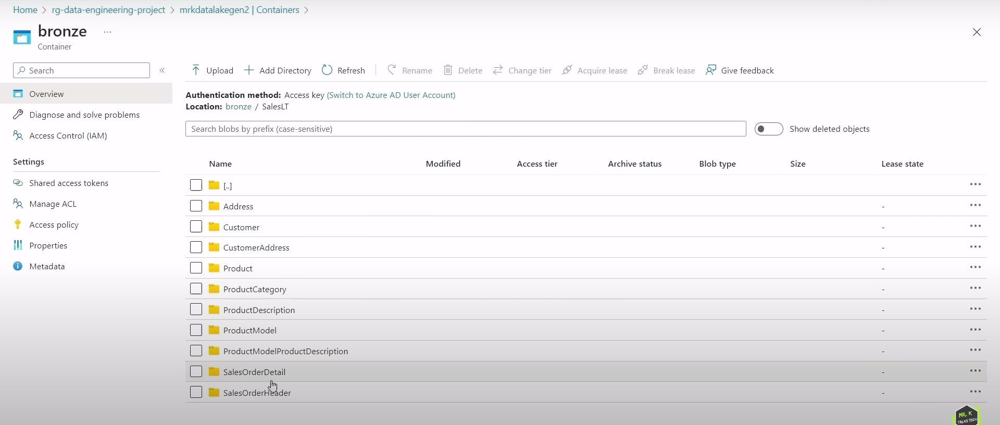 Home > rg-data-engineering-project > mrkdatalakegen2 | Containers >
bronze ...
Container
Search «
Upload Add Directory Refresh Rename Delete Change tier Acquire lease Break lease Give feedback
Overview
Diagnose and solve problems
Access Control (IAM)
Settings
Shared access tokens
Manage ACL
Access policy
Properties
Metadata
Authentication method: Access key (Switch to Azure AD User Account)
Location: bronze / SalesLT
Search blobs by prefix (case-sensitive) Show deleted objects
Name Modified Access tier Archive status Blob type Size Lease state
[..] ...
Address - ...
Customer - ...
CustomerAddress - ...
Product - ...
ProductCategory - ...
ProductDescription - ...
ProductModel - ...
ProductModelProductDescription - ...
SalesOrderDetail - ...
SalesOrderHeader - ...
MR. K
TALKS TECH